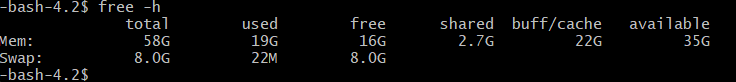 -bash-4.2$ free -h
total used free shared buff/cache available
Mem: 58G 19G 16G 2.7G 22G 35G
Swap: 8.0G 22M 8.0G
-bash-4.2$